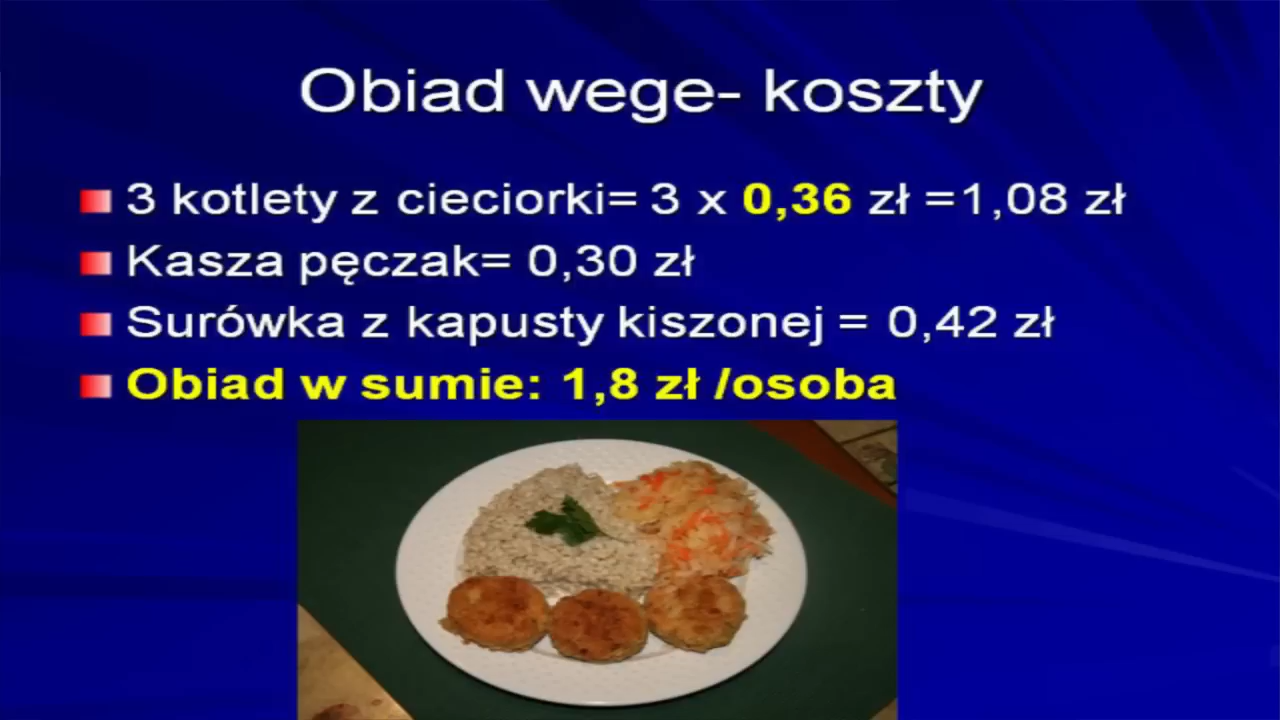 Obiad wege- koszty
3 kotlety z cieciorki= 3 x 0,36 zł =1,08 zł
Kasza pęczak= 0,30 zł
Surówka z kapusty kiszonej = 0,42 zł
Obiad w sumie: 1,8 zł /osoba